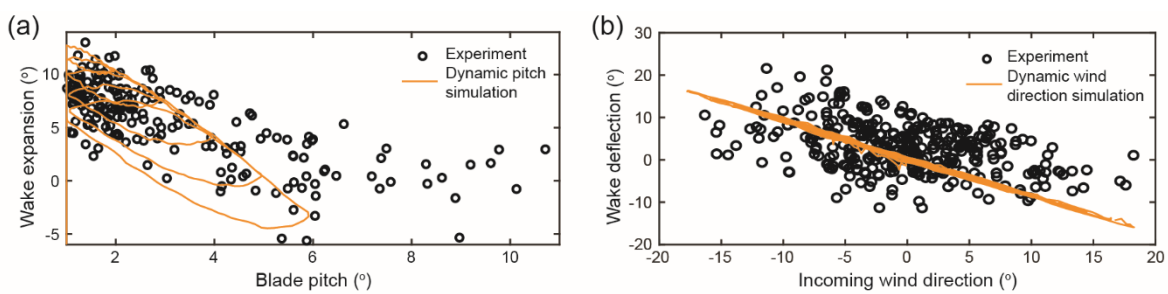 (a)
Wake expansion (°)
10
5
0
-5
Experiment
Dynamic pitch
simulation
2
4
6
8
10
Blade pitch (°)
(b)
Wake deflection (°)
30
20
10
0
-10
-20
Experiment
Dynamic wind
direction simulation
-20
-15
-10
-5
0
5
10
15
20
Incoming wind direction (°)